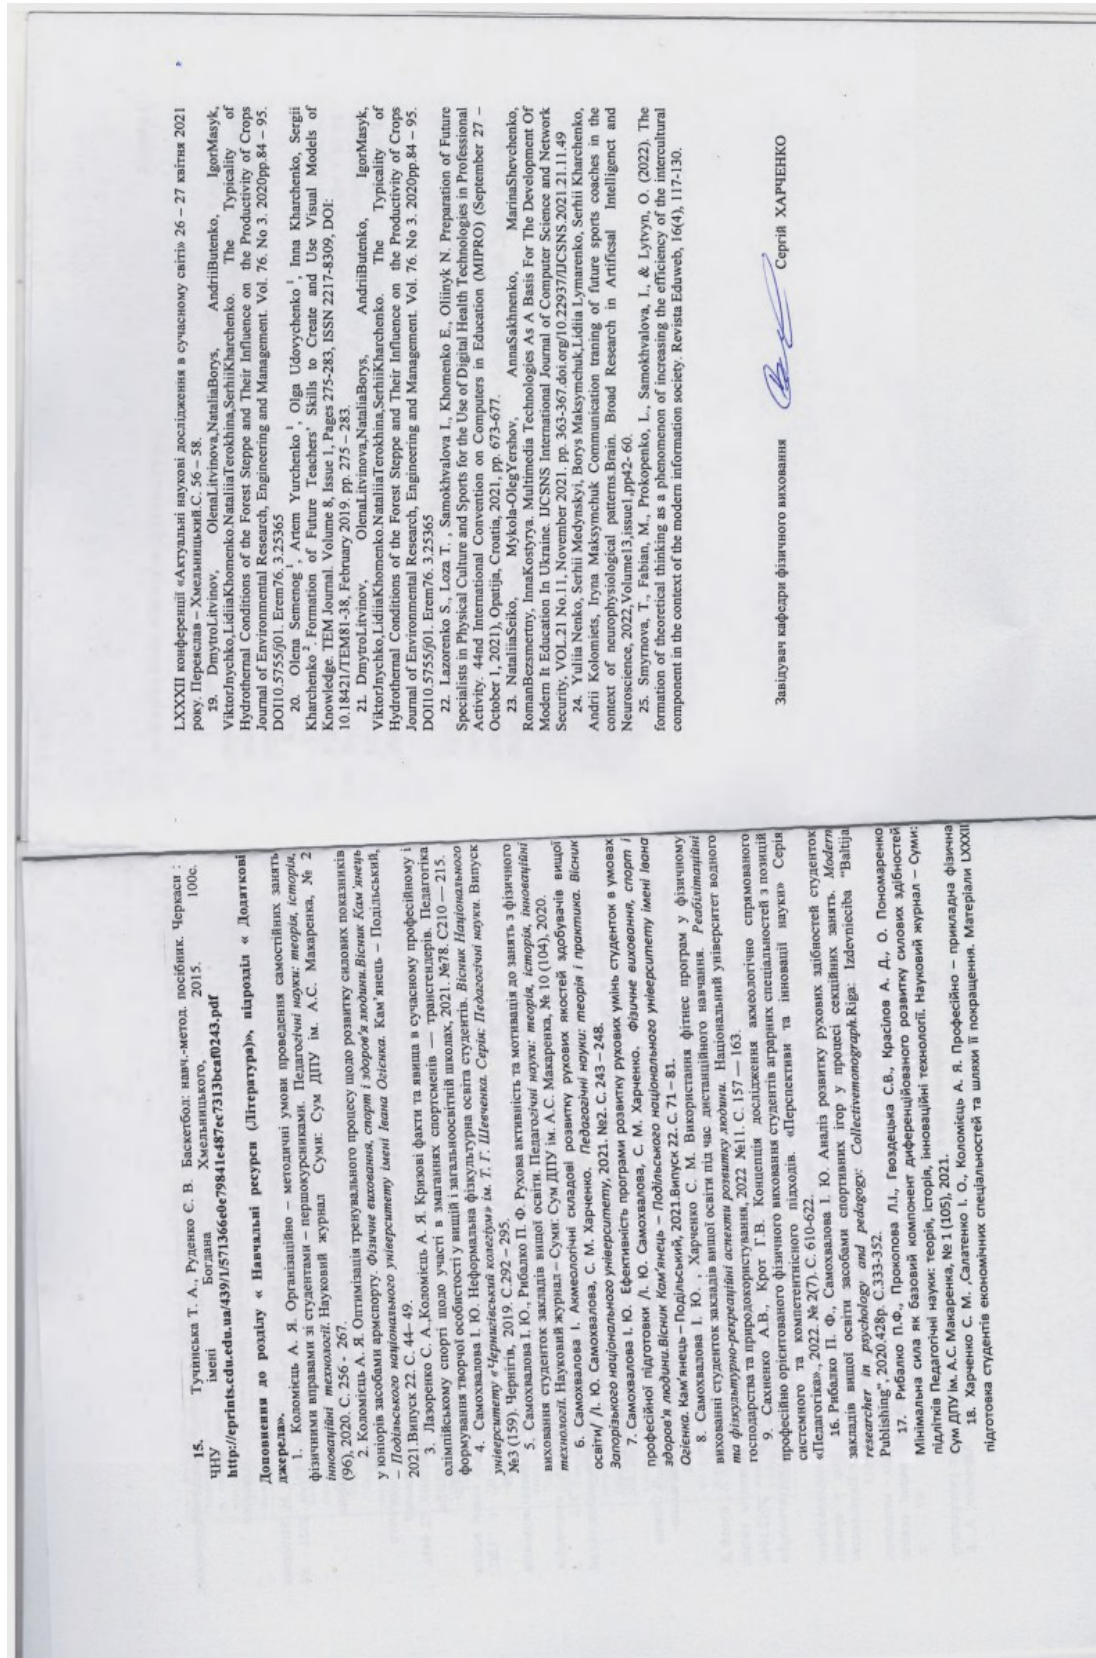 15. Тучинська Т. А., Руденко Є. В. Баскетбол: навч.-метод. посібник. Черкаси :
ЧНУ імені Богдана Хмельницького, 2015. 100с.
http://eprints.cdu.edu.ua/439/1/571366e0e79841e487ec7313bcaf0243.pdf
Доповнення до розділу « Навчальні ресурси (Література)», підрозділ « Додаткові
джерела».
1. Коломієць А. Я. Організаційно – методичні умови проведення самостійних занять
фізичними вправами зі студентами – першокурсниками. Педагогічні науки: теорія, історія,
інноваційні технології. Науковий журнал Суми: Сум ДПУ ім. А.С. Макаренка, № 2
(96), 2020. С. 256 - 267.
2. Коломієць А. Я. Оптимізація тренувального процесу щодо розвитку силових показників
у юніорів засобами армспорту. Фізичне виховання, спорт і здоров'я людини.Вісник Кам'янець
– Подільського національного університету імені Івана Огієнка. Кам'янець – Подільський,
2021.Випуск 22. С. 44– 49.
3. Лазоренко С. А.,Коломієць А. Я. Кризові факти та явища в сучасному професійному і
олімпійському спорті щодо участі в змаганнях спортсменів — трансгендерів. Педагогіка
формування творчої особистості у вищій і загальноосвітній школах, 2021. №78. С210 — 215.
4. Самохвалова І. Ю. Неформальна фізкультурна освіта студентів. Вісник Національного
університету «Чернигівський колегіум» ім. Т. Г. Шевченка. Серія: Педагогічні науки. Випуск
№3 (159). Чернігів, 2019. С.292 – 295.
5. Самохвалова І. Ю., Рибалко П. Ф. Рухова активність та мотивація до занять з фізичного
виховання студенток закладів вищої освіти. Педагогічні науки: теорія, історія, інноваційні
технології. Науковий журнал – Суми: Сум ДПУ ім. А.С. Макаренка, № 10 (104), 2020.
6. Самохвалова І. Акмеологічні складові розвитку рухових якостей здобувачів вищої
освіти/ Л. Ю. Самохвалова, С. М. Харченко. Педагогічні науки: теорія і практика. Вісник
Запорізького національного університету, 2021. №2. С. 243 – 248.
7. Самохвалова І. Ю. Ефективність програми розвитку рухових умінь студенток в умовах
професійної підготовки /Л. Ю. Самохвалова, С. М. Харченко. Фізичне виховання, спорт і
здоров'я людини.Вісник Кам'янець – Подільського національного університету імені Івана
Огієнка. Кам'янець – Подільський, 2021.Випуск 22. С. 71 – 81.
8. Самохвалова І. Ю. , Харченко С. М. Використання фітнес програм у фізичному
вихованні студенток закладів вищої освіти під час дистанційного навчання. Реабілітаційні
та фізкультурно-рекреаційні аспекти розвитку людини. Національний університет водного
господарства та природокористування, 2022 №11. С. 157 — 163.
9. Сахненко А.В., Крот Г.В. Концепція дослідження акмеологічно спрямованого
професійно орієнтованого фізичного виховання студентів аграрних спеціальностей з позицій
системного та компетентнісного підходів. «Перспективи та інновації науки» Серія
«Педагогіка»., 2022. № 2(7). С. 610-622.
16. Рибалко П. Ф., Самохвалова І. Ю. Аналіз розвитку рухових здібностей студенток
закладів вищої освіти засобами спортивних ігор у процесі секційних занять. Modern
researcher in psychology and pedagogy: Collectivemonograph.Riga: Izdevnieciba "Baltija
Publishing", 2020.428p. С.333-352.
17. Рибалко П.Ф., Прокопова Л.І., Гвоздецька С.В., Красілов А. Д., О. Пономаренко
Мінімальна сила як базовий компонент диференційованого розвитку силових здібностей
підлітків Педагогічні науки: теорія, історія, інноваційні технології. Науковий журнал – Суми:
Сум ДПУ ім. А.С. Макаренка, № 1 (105), 2021.
18. Харченко С. М. ,Салатенко І. О., Коломієць А. Я. Професійно – прикладна фізична
підготовка студентів економічних спеціальностей та шляхи її покращення. Матеріали LXXXII
LXXXII конференції «Актуальні наукові дослідження в сучасному світі» 26 – 27 квітня 2021
року. Переяслав – Хмельницький.С. 56 – 58.
19. DmytroLitvinov, OlenaLitvinova,NataliaBorys, AndriiButenko, IgorMasyk,
ViktorJnychko,LidiiaKhomenko.NataliiaTerokhina,SerhiiKharchenko. The Typicality of
Hydrothermal Conditions of the Forest Steppe and Their Influence on the Productivity of Crops
Journal of Environmental Research, Engineering and Management. Vol. 76. No 3. 2020pp.84 – 95.
DOI10.5755/j01. Erem76. 3.25365
20. Olena Semenog 1, Artem Yurchenko 1, Olga Udovychenko 1, Inna Kharchenko, Sergii
Kharchenko 2. Formation of Future Teachers' Skills to Create and Use Visual Models of
Knowledge. TEM Journal. Volume 8, Issue 1, Pages 275-283, ISSN 2217-8309, DOI:
10.18421/TEM81-38, February 2019. pp. 275 – 283.
21. DmytroLitvinov, OlenaLitvinova,NataliaBorys, AndriiButenko, IgorMasyk,
ViktorJnychko,LidiiaKhomenko.NataliiaTerokhina,SerhiiKharchenko. The Typicality of
Hydrothermal Conditions of the Forest Steppe and Their Influence on the Productivity of Crops
Journal of Environmental Research, Engineering and Management. Vol. 76. No 3. 2020pp.84 – 95.
DOI10.5755/j01. Erem76. 3.25365
22. Lazorenko S., Loza T. , Samokhvalova I., Khomenko E., Oliinyk N. Preparation of Future
Specialists in Physical Culture and Sports for the Use of Digital Health Technologies in Professional
Activity. 44nd International Convention on Computers in Education (MIPRO) (September 27 –
October 1, 2021), Opatija, Croatia, 2021, pp. 673-677.
23. NataliiaSeiko, Mykola-OlegYershov, AnnaSakhnenko, MarinaShevchenko,
RomanBezsmertny, InnaKostyrya. Multimedia Technologies As A Basis For The Development Of
Modern It Education In Ukraine. IJCSNS International Journal of Computer Science and Network
Security, VOL.21 No.11, November 2021. pp. 363-367.doi.org/10.22937/IJCSNS.2021.21.11.49
24. Yuliia Nenko, Serhii Medynskyi, Borys Maksymchuk,Lidiia Lymarenko, Serhii Kharchenko,
Andrii Kolomiets, Iryna Maksymchuk Communication traning of future sports coaches in the
context of neurophysiological patterns.Brain. Broad Research in Artificsal Intelligenct and
Neuroscience, 2022,Volume13,issue1,pp42- 60.
25. Smyrnova, T., Fabian, M., Prokopenko, L., Samokhvalova, I., & Lytvyn, O. (2022). The
formation of theoretical thinking as a phenomenon of increasing the efficiency of the intercultural
component in the context of the modern information society. Revista Eduweb, 16(4), 117-130.
Завідувач кафедри фізичного виховання Сергій ХАРЧЕНКО